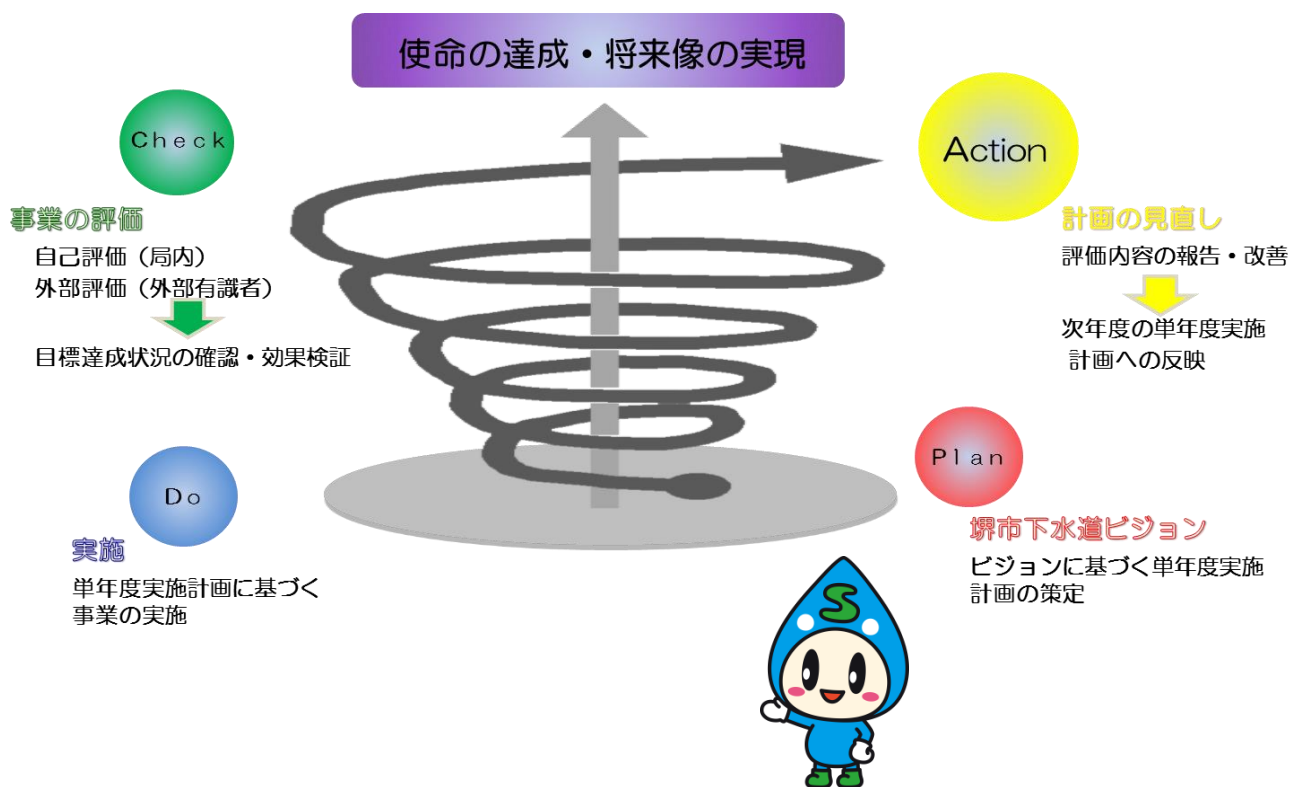 使命の達成・将来像の実現
Check
事業の評価
自己評価（局内）
外部評価（外部有識者）
目標達成状況の確認・効果検証
Action
計画の見直し
評価内容の報告・改善
次年度の単年度実施
計画への反映
Do
実施
単年度実施計画に基づく
事業の実施
Plan
堺市下水道ビジョン
ビジョンに基づく単年度実施
計画の策定
S